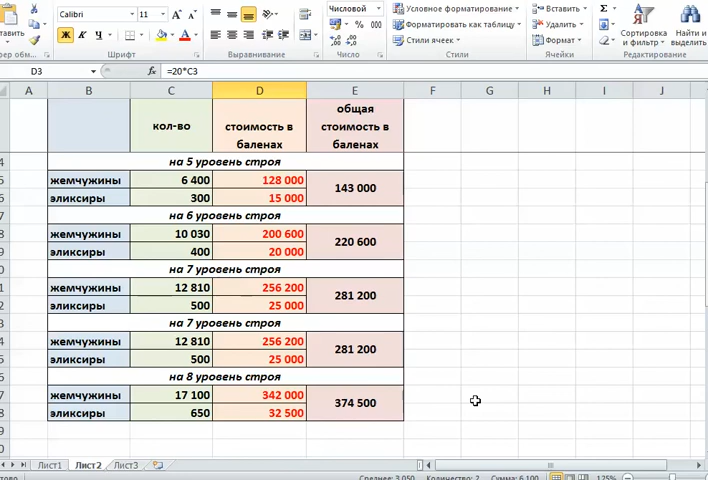 Calibri 11 Числовой Условное форматирование Вставить Σ
Форматировать как таблицу Удалить Сортировка Найти и
Ж К Ч Стили ячеек Формат и фильтр выделить
Шрифт Выравнивание Стили Ячейки Редактирование
D3 fx =20*C3
A B C D E F G H I J
кол-во стоимость в баленах общая стоимость в баленах
на 5 уровень строя
жемчужины 6 400 128 000 143 000
эликсиры 300 15 000
на 6 уровень строя
жемчужины 10 030 200 600 220 600
эликсиры 400 20 000
на 7 уровень строя
жемчужины 12 810 256 200 281 200
эликсиры 500 25 000
на 7 уровень строя
жемчужины 12 810 256 200 281 200
эликсиры 500 25 000
на 8 уровень строя
жемчужины 17 100 342 000 374 500
эликсиры 650 32 500
Лист1 Лист2 Лист3
Среднее: 3 050 Количество: 2 Сумма: 6 100 125%